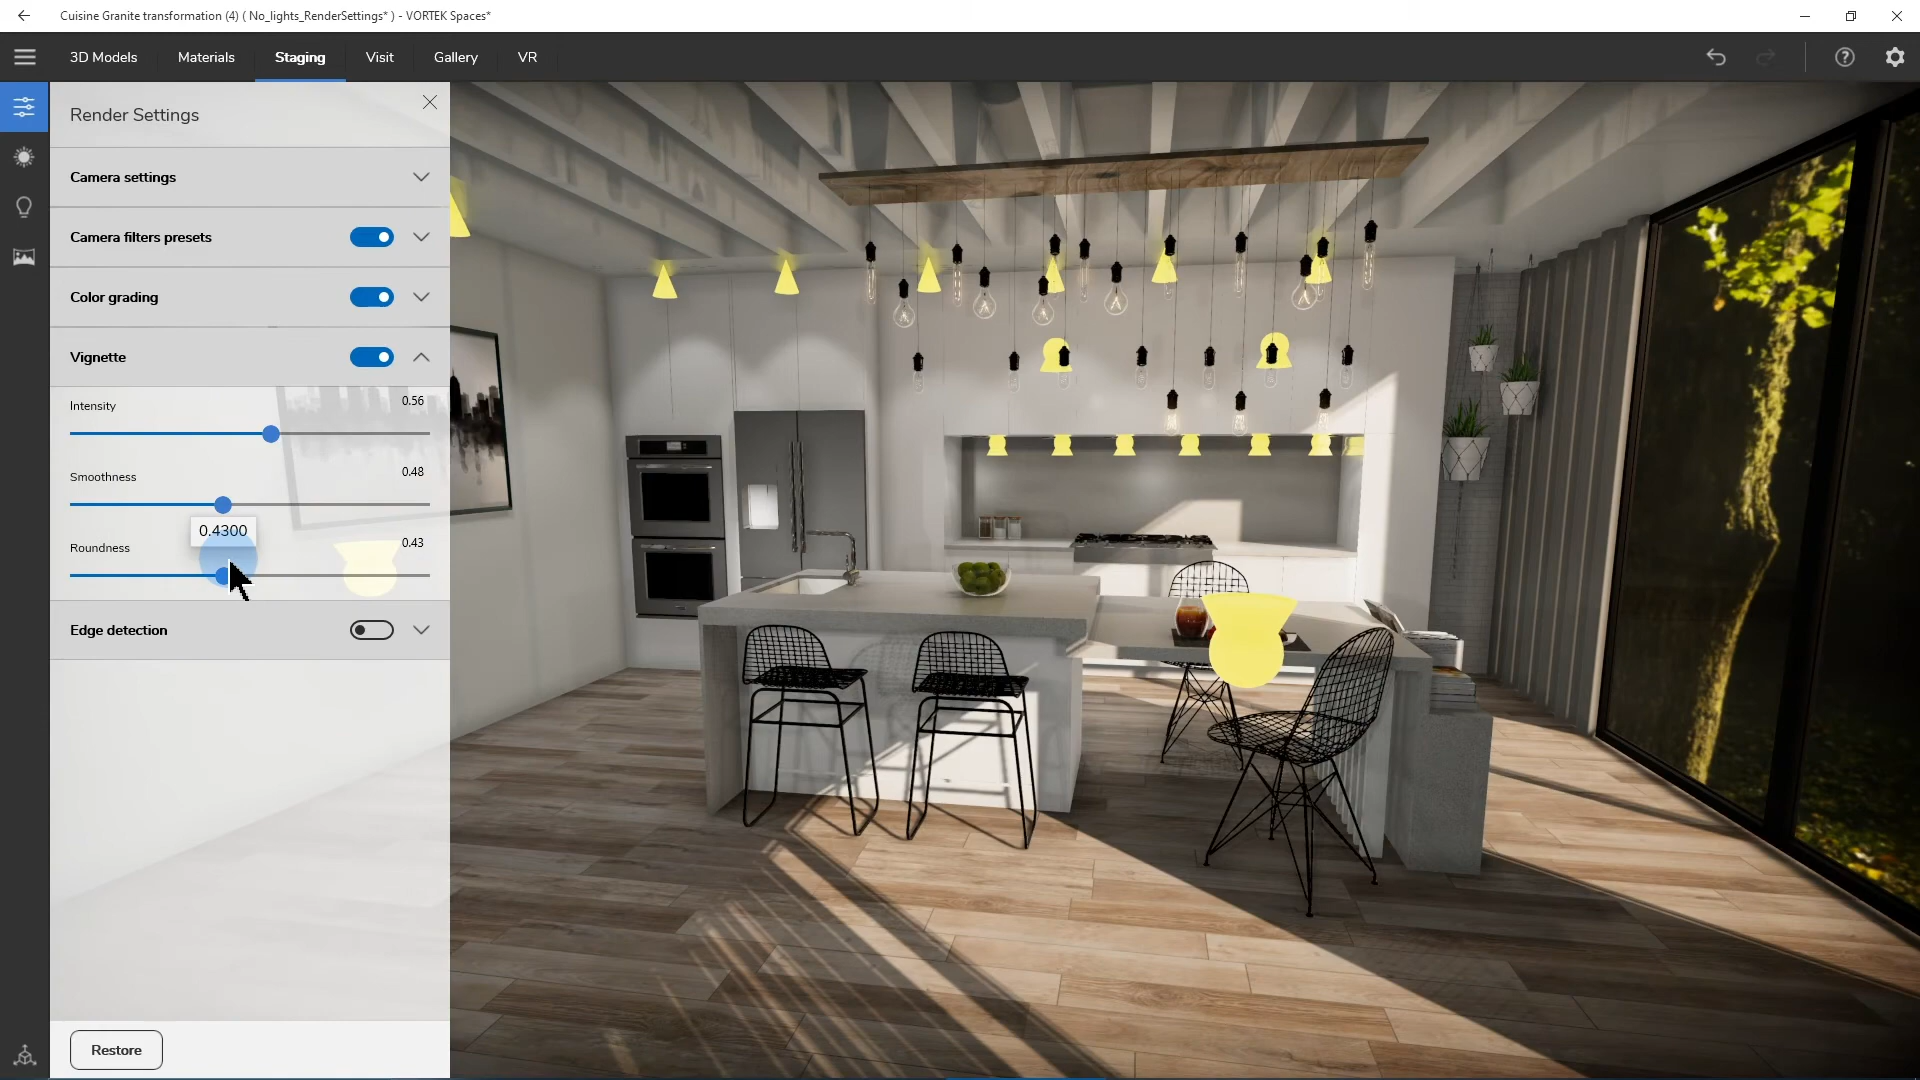 Cuisine Granite transformation (4) ( No_lights_RenderSettings* ) - VORTEK Spaces*
3D Models Materials Staging Visit Gallery VR
Render Settings
Camera settings
Camera filters presets
Color grading
Vignette
Intensity 0.56
Smoothness 0.48
0.4300
Roundness 0.43
Edge detection
Restore